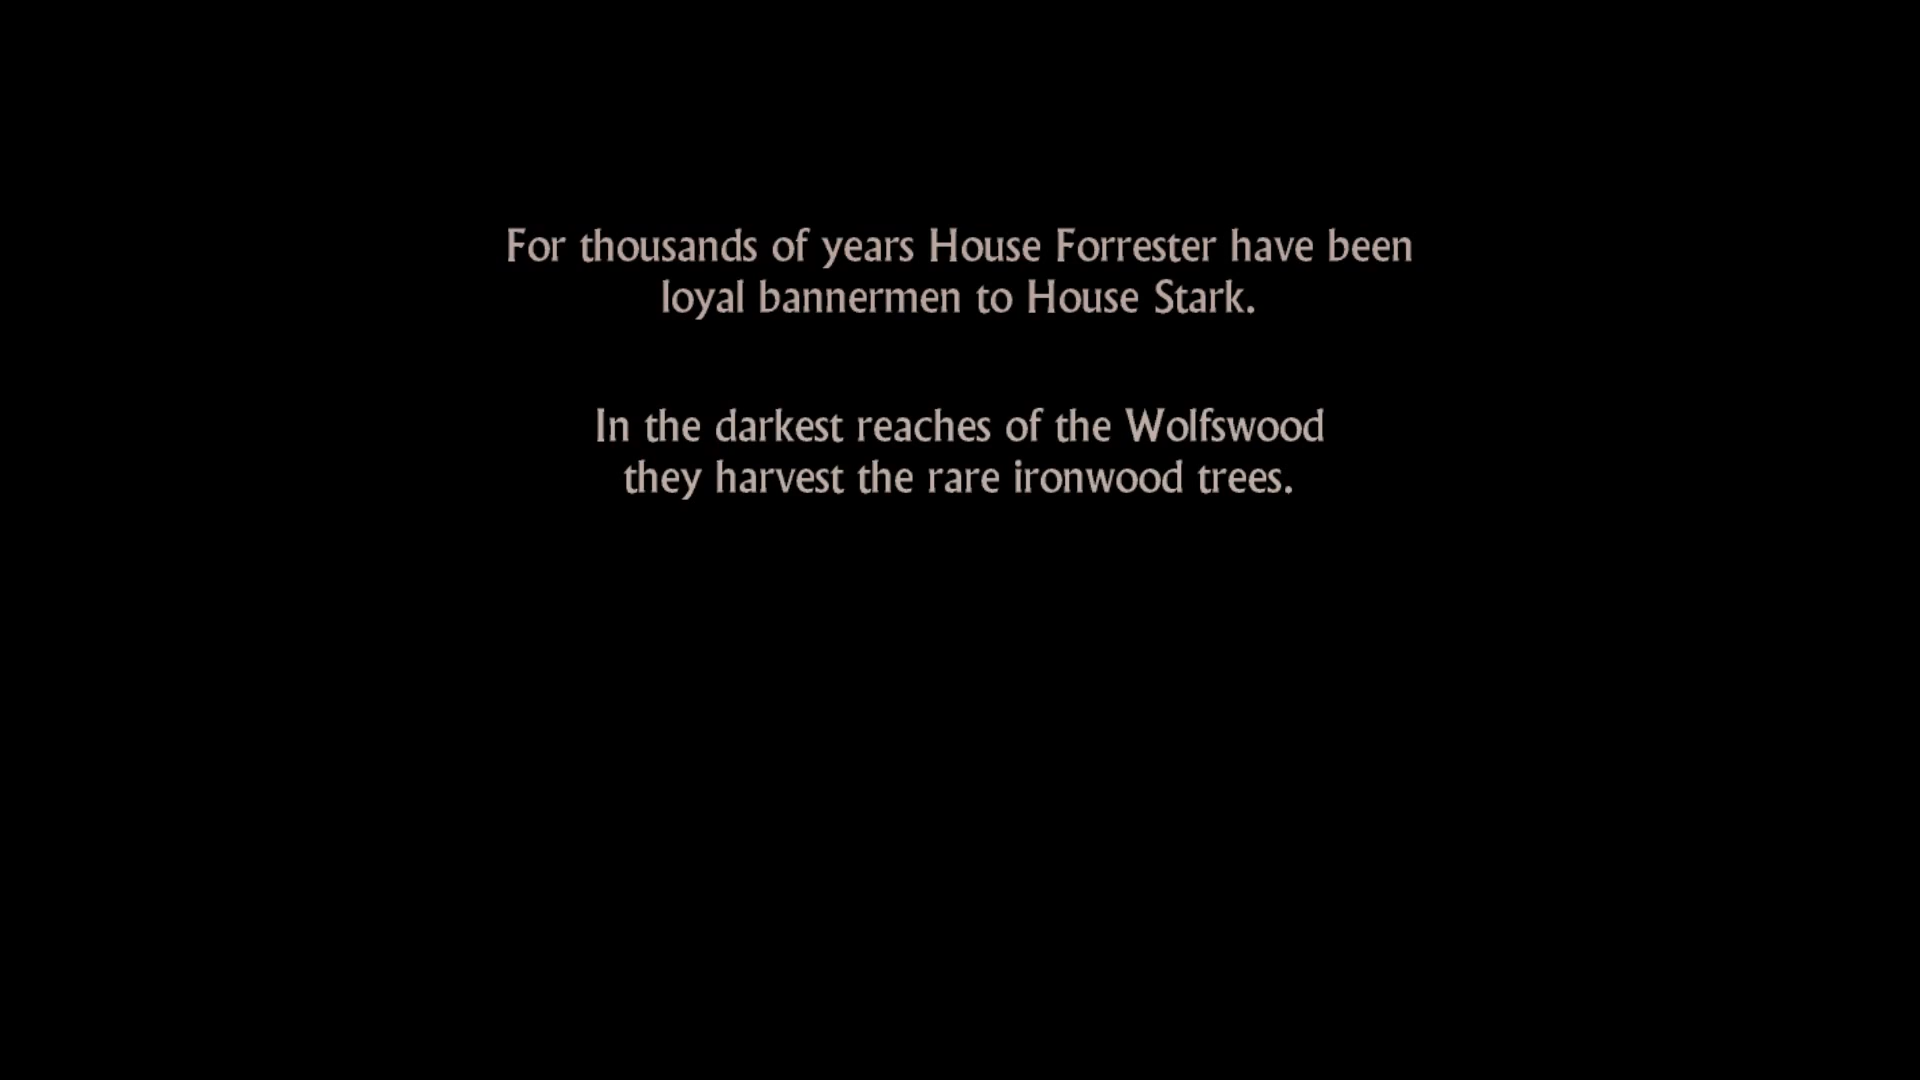 For thousands of years House Forrester have been
loyal bannermen to House Stark.
In the darkest reaches of the Wolfswood
they harvest the rare ironwood trees.